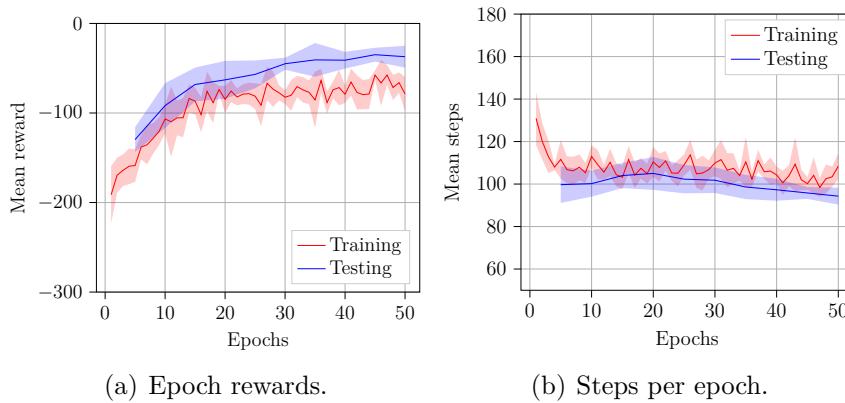 0
−100
−200
−300
Mean reward
0 10 20 30 40 50
Epochs
Training
Testing
(a) Epoch rewards.
180
160
140
120
100
80
60
Mean steps
0 10 20 30 40 50
Epochs
Training
Testing
(b) Steps per epoch.